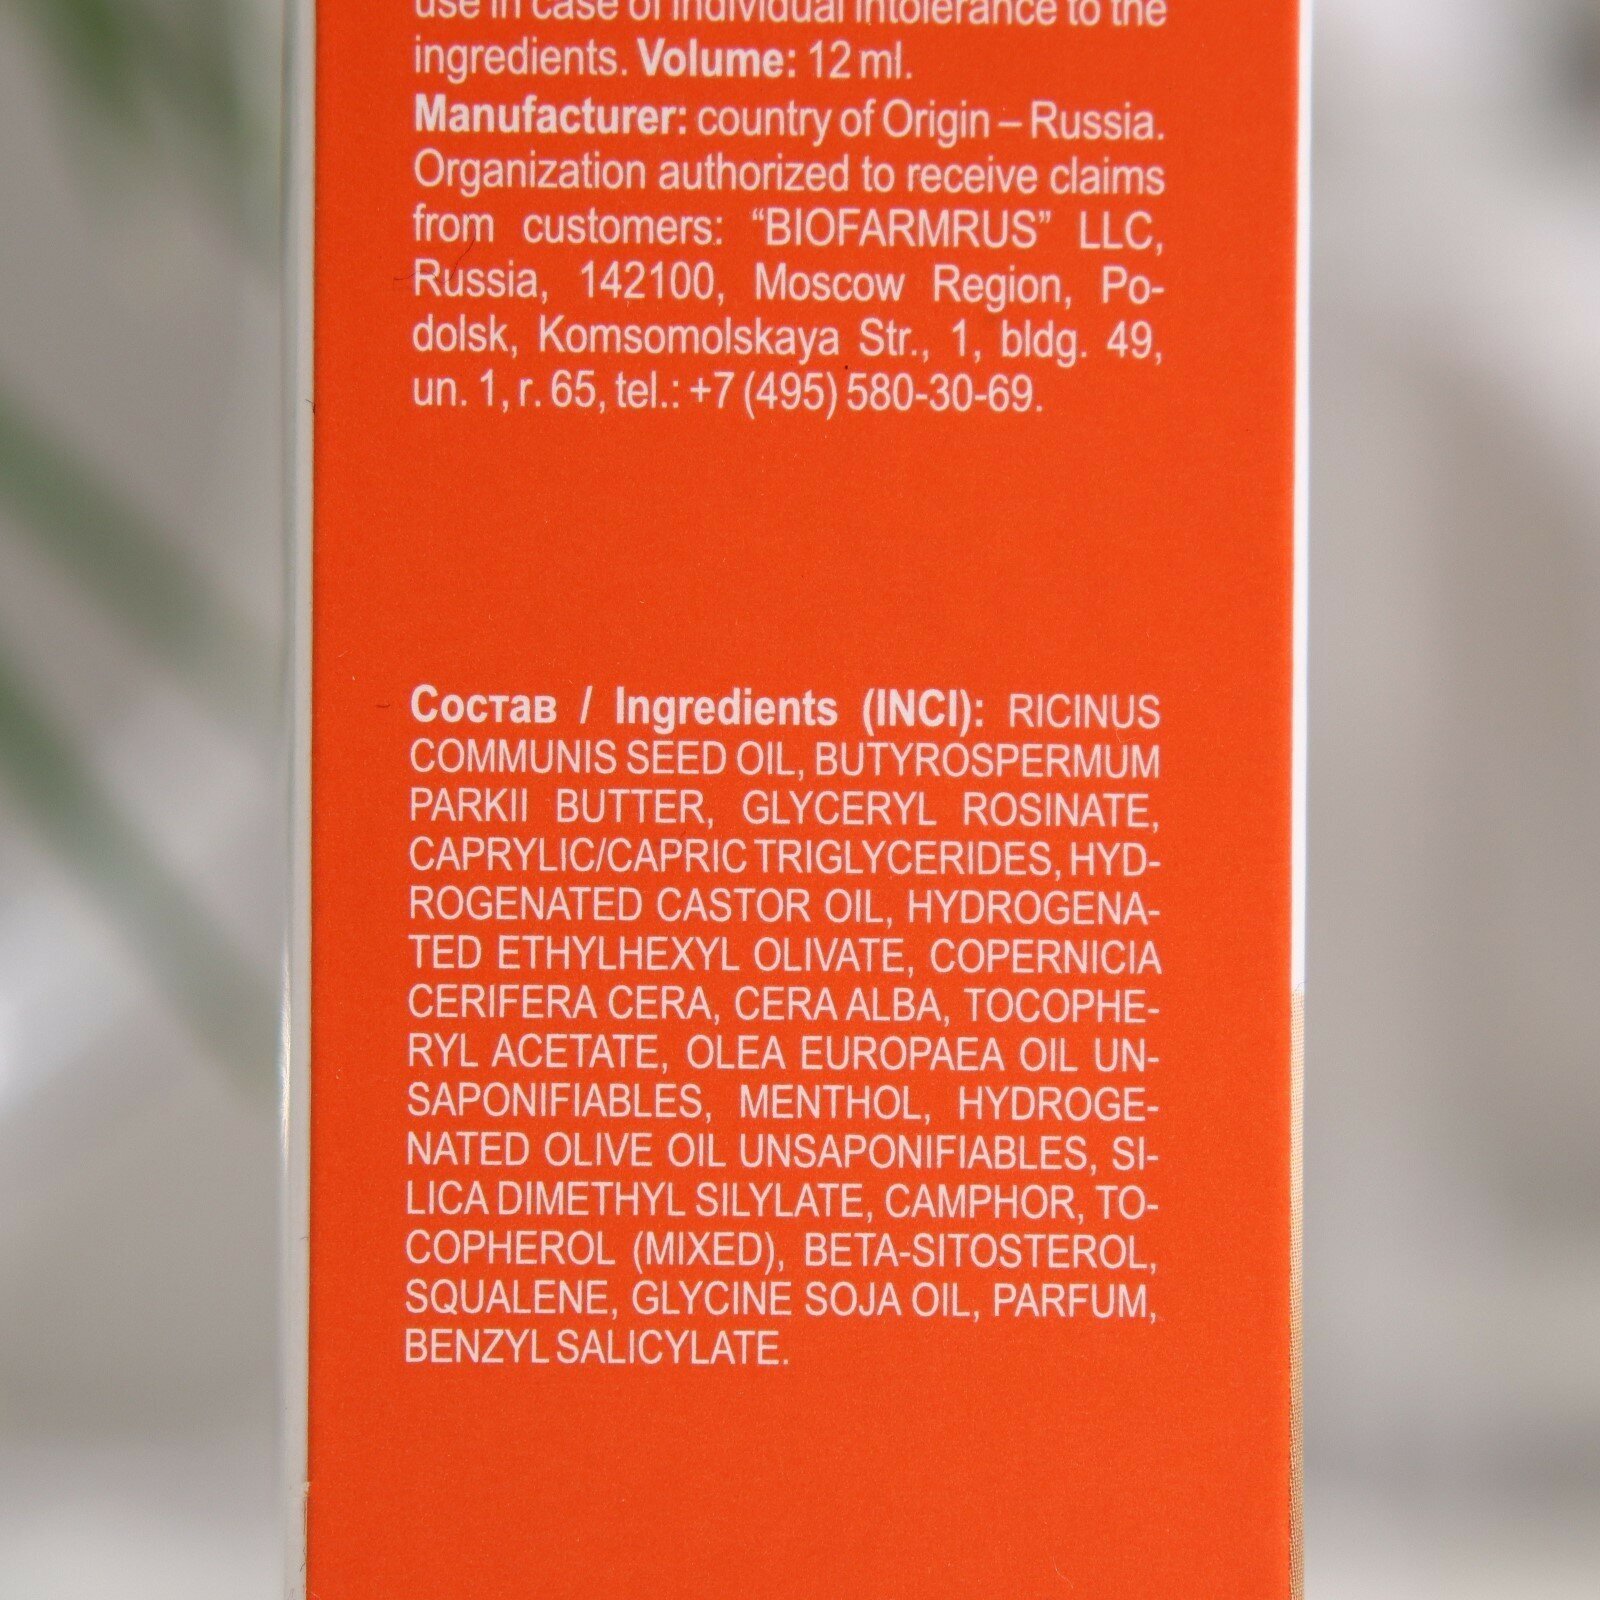 use in case of individual intolerance to the
ingredients. Volume: 12 ml.
Manufacturer: country of Origin – Russia.
Organization authorized to receive claims
from customers: “BIOFARMRUS” LLC,
Russia, 142100, Moscow Region, Po-
dolsk, Komsomolskaya Str., 1, bldg. 49,
un. 1, r. 65, tel.: +7 (495) 580-30-69.
Состав / Ingredients (INCI): RICINUS
COMMUNIS SEED OIL, BUTYROSPERMUM
PARKII BUTTER, GLYCERYL ROSINATE,
CAPRYLIC/CAPRIC TRIGLYCERIDES, HYD-
ROGENATED CASTOR OIL, HYDROGENA-
TED ETHYLHEXYL OLIVATE, COPERNICIA
CERIFERA CERA, CERA ALBA, TOCOPHE-
RYL ACETATE, OLEA EUROPAEA OIL UN-
SAPONIFIABLES, MENTHOL, HYDROGE-
NATED OLIVE OIL UNSAPONIFIABLES, SI-
LICA DIMETHYL SILYLATE, CAMPHOR, TO-
COPHEROL (MIXED), BETA-SITOSTEROL,
SQUALENE, GLYCINE SOJA OIL, PARFUM,
BENZYL SALICYLATE.